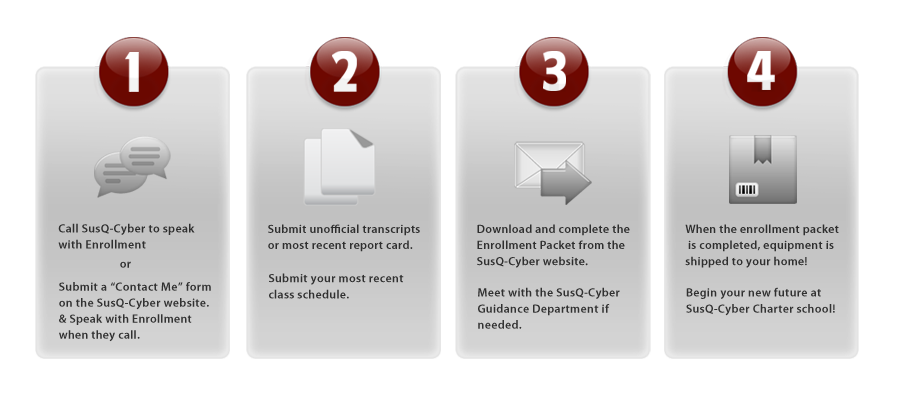 1
Call SusQ-Cyber to speak
with Enrollment
or
Submit a “Contact Me” form
on the SusQ-Cyber website.
& Speak with Enrollment
when they call.
2
Submit unofficial transcripts
or most recent report card.
Submit your most recent
class schedule.
3
Download and complete the
Enrollment Packet from the
SusQ-Cyber website.
Meet with the SusQ-Cyber
Guidance Department if
needed.
4
When the enrollment packet
is completed, equipment is
shipped to your home!
Begin your new future at
SusQ-Cyber Charter school!